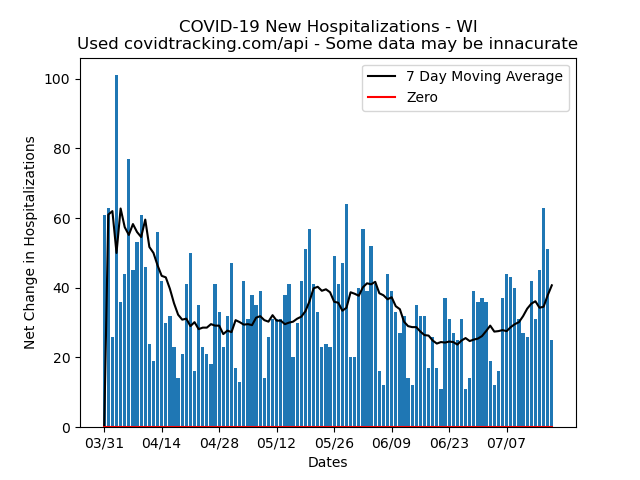 COVID-19 New Hospitalizations - WI
Used covidtracking.com/api - Some data may be innacurate
7 Day Moving Average
Zero
Net Change in Hospitalizations
100
80
60
40
20
0
03/31 04/14 04/28 05/12 05/26 06/09 06/23 07/07
Dates